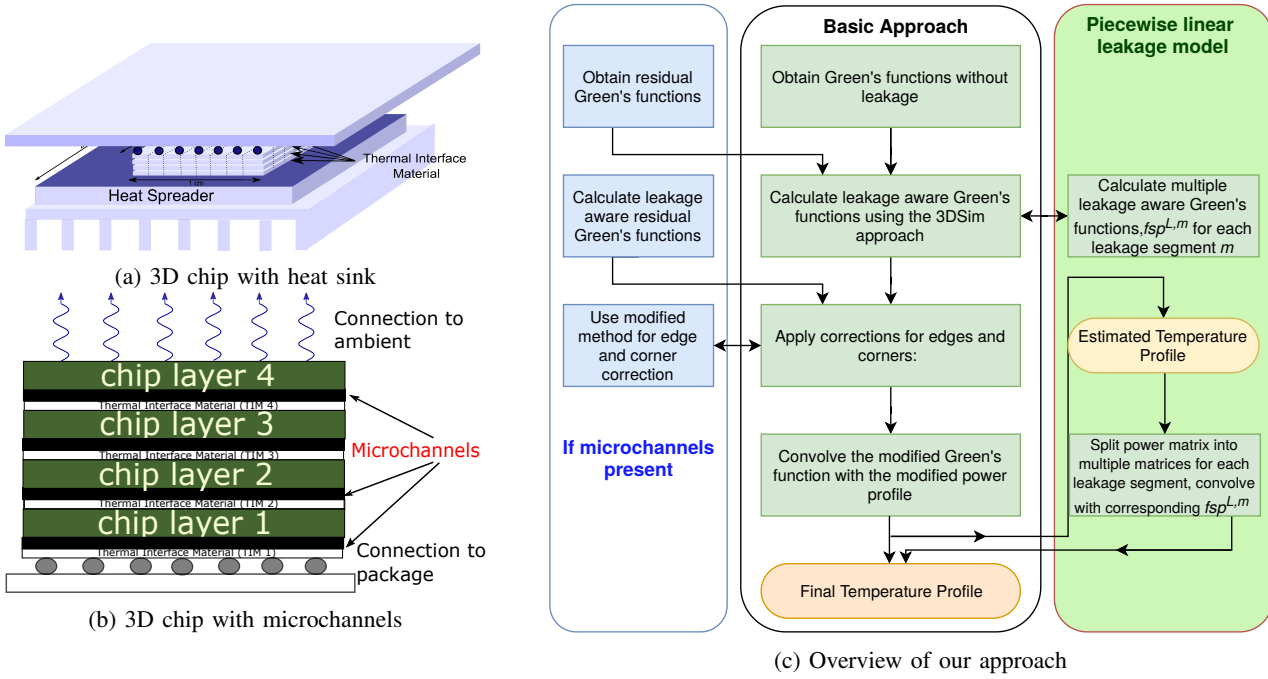 Thermal Interface
Material
1 cm
Heat Spreader
(a) 3D chip with heat sink
Connection to
ambient
chip layer 4
Thermal Interface Material (TIM 4)
chip layer 3
Thermal Interface Material (TIM 3)
Microchannels
chip layer 2
Thermal Interface Material (TIM 2)
chip layer 1
Thermal Interface Material (TIM 1)
Connection to
package
(b) 3D chip with microchannels
Obtain residual
Green's functions
Calculate leakage
aware residual
Green's functions
Use modified
method for edge
and corner
correction
If microchannels
present
Basic Approach
Obtain Green's functions without
leakage
Calculate leakage aware Green's
functions using the 3DSim
approach
Apply corrections for edges and
corners:
Convolve the modified Green's
function with the modified power
profile
Final Temperature Profile
Piecewise linear
leakage model
Calculate multiple
leakage aware Green's
functions,fsp^L,m for each
leakage segment m
Estimated Temperature
Profile
Split power matrix into
multiple matrices for each
leakage segment, convolve
with corresponding fsp^L,m
(c) Overview of our approach